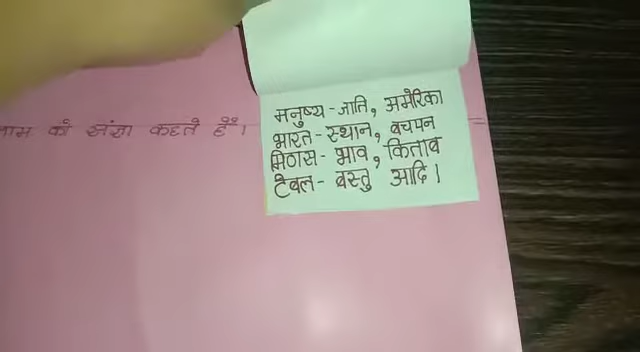 नाम को संज्ञा कहते हैं।
मनुष्य - जाति, अमेरिका
भारत - स्थान, बचपन
मिठास - भाव, किताब
टेबल - वस्तु आदि।